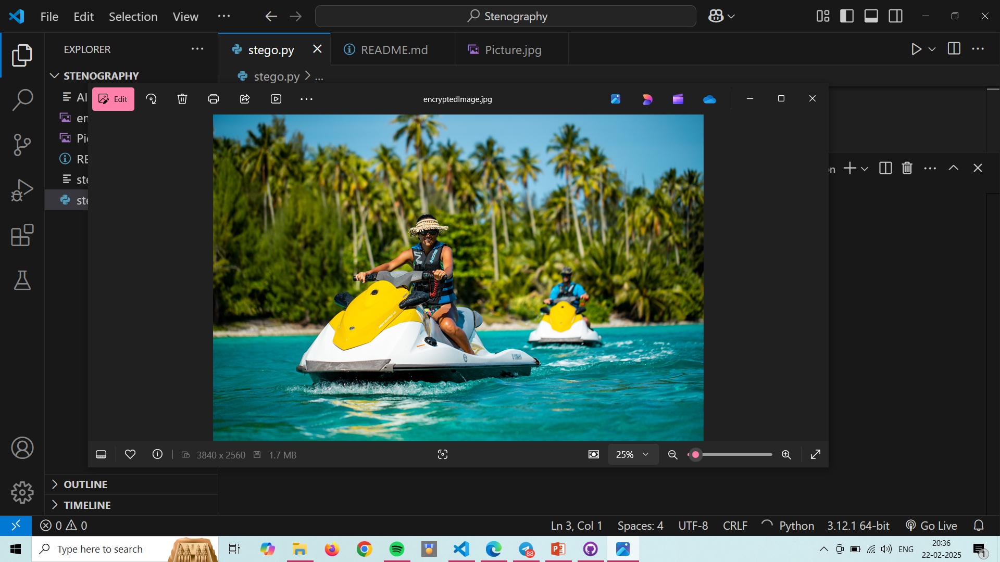 File Edit Selection View ... Stenography
EXPLORER ... stego.py README.md Picture.jpg
STENOGRAPHY stego.py > ...
AI
en
Pic
RE
ste
ste
Edit encryptedImage.jpg
on
YAMAHA
3840 x 2560 1.7 MB 25%
OUTLINE
TIMELINE
0 0 Ln 3, Col 1 Spaces: 4 UTF-8 CRLF Python 3.12.1 64-bit Go Live
Type here to search 88 ENG 20:36
22-02-2025 1